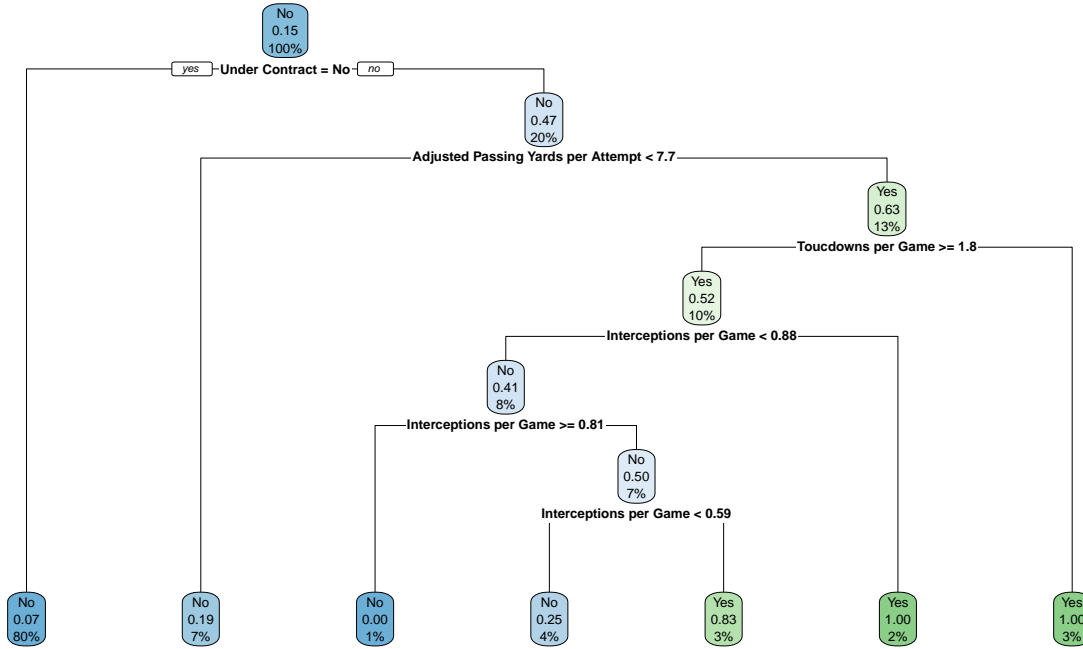 No
0.15
100%
yes
Under Contract = No
no
No
0.47
20%
Adjusted Passing Yards per Attempt < 7.7
Yes
0.63
13%
Toucdowns per Game >= 1.8
Yes
0.52
10%
Interceptions per Game < 0.88
No
0.41
8%
Interceptions per Game >= 0.81
No
0.50
7%
Interceptions per Game < 0.59
No
0.07
80%
No
0.19
7%
No
0.00
1%
No
0.25
4%
Yes
0.83
3%
Yes
1.00
2%
Yes
1.00
3%